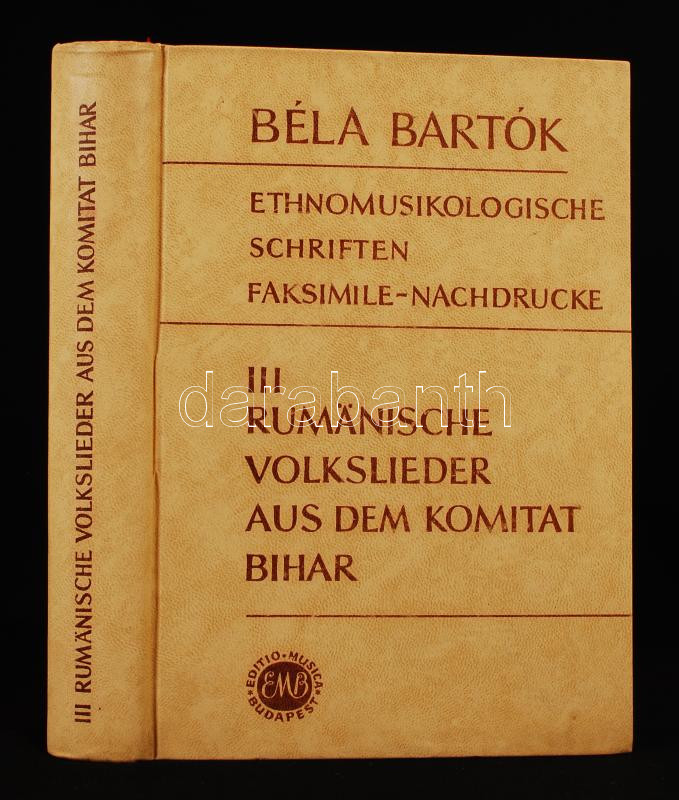 III RUMÄNISCHE VOLKSLIEDER AUS DEM KOMITAT BIHAR
BÉLA BARTÓK
ETHNOMUSIKOLOGISCHE
SCHRIFTEN
FAKSIMILE-NACHDRUCKE
III
RUMÄNISCHE
VOLKSLIEDER
AUS DEM KOMITAT
BIHAR
EDITIO · MUSICA
EMB
BUDAPEST
darabanth